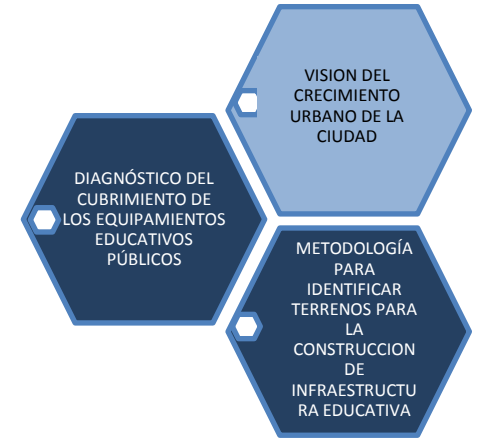 VISION DEL
CRECIMIENTO
URBANO DE LA
CIUDAD
DIAGNÓSTICO DEL
CUBRIMIENTO DE
LOS EQUIPAMIENTOS
EDUCATIVOS
PÚBLICOS
METODOLOGÍA
PARA
IDENTIFICAR
TERRENOS PARA
LA
CONSTRUCCION
DE
INFRAESTRUCTU
RA EDUCATIVA